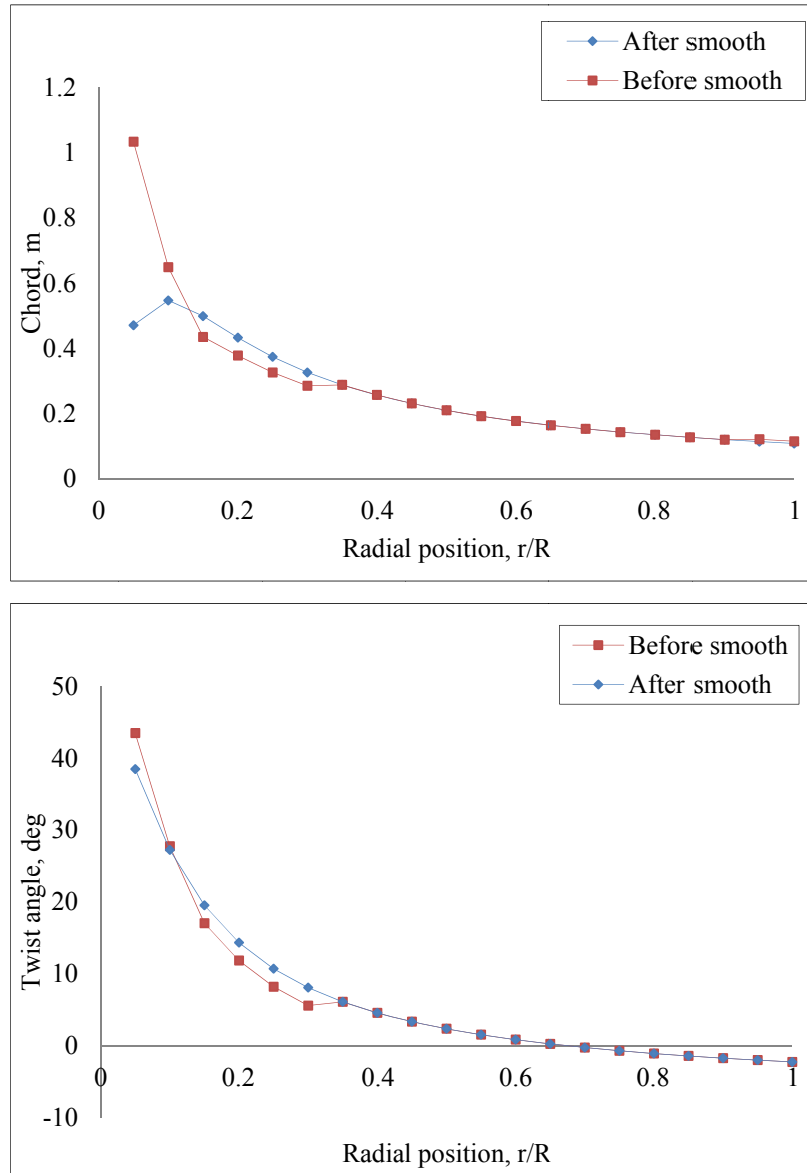 After smooth
Before smooth
1.2
1
0.8
0.6
0.4
0.2
0
Chord, m
0 0.2 0.4 0.6 0.8 1
Radial position, r/R
Before smooth
After smooth
50
40
30
20
10
0
-10
Twist angle, deg
0 0.2 0.4 0.6 0.8 1
Radial position, r/R